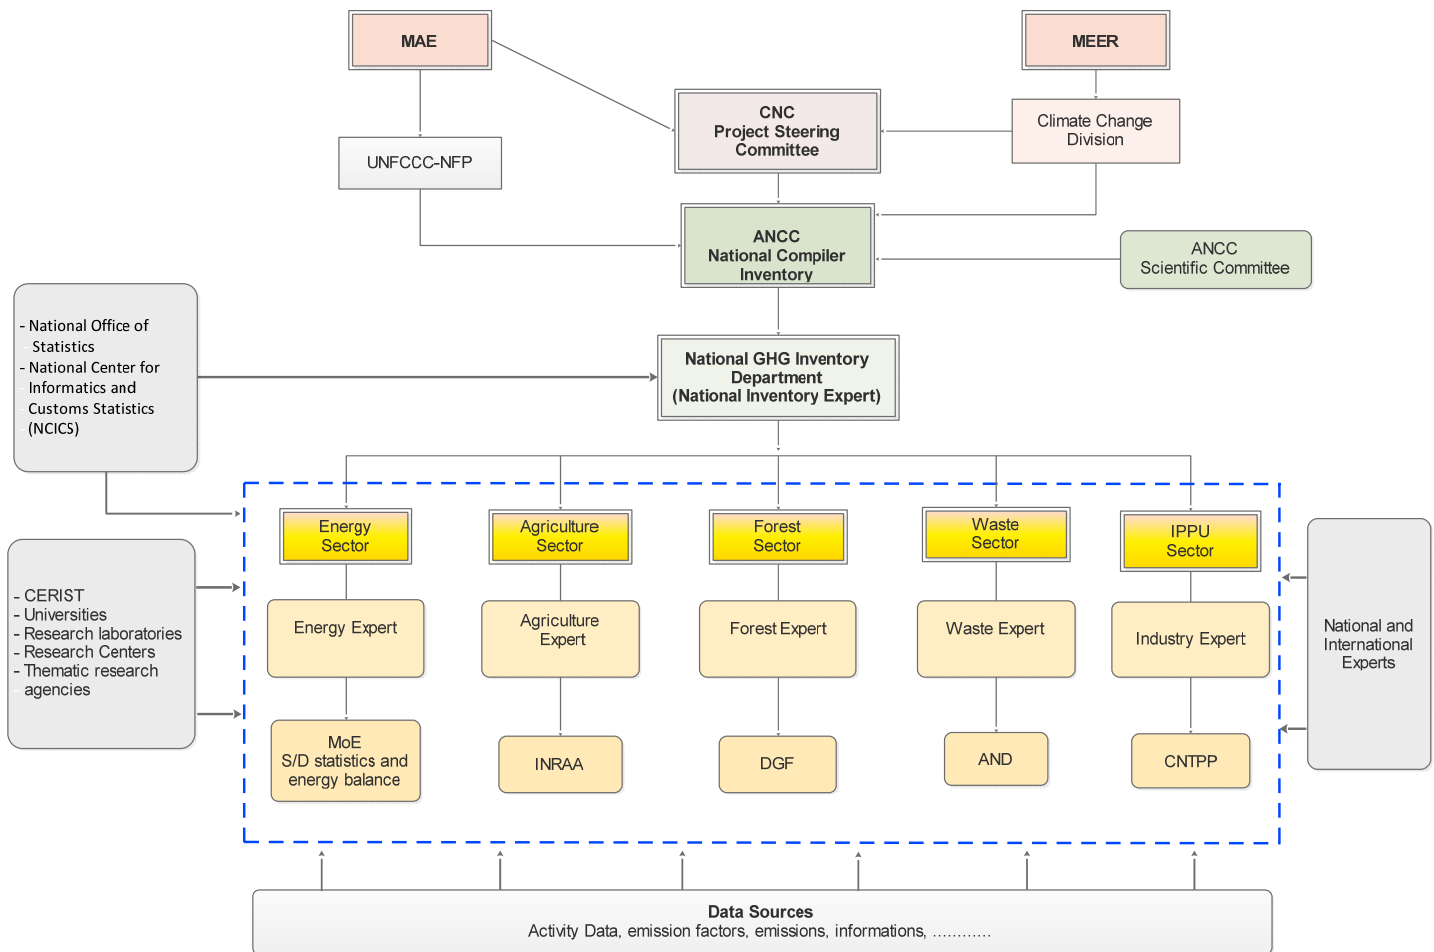 MAE
MEER
CNC
Project Steering
Committee
Climate Change
Division
UNFCCC-NFP
ANCC
National Compiler
Inventory
ANCC
Scientific Committee
- National Office of
Statistics
- National Center for
Informatics and
Customs Statistics
(NCICS)
National GHG Inventory
Department
(National Inventory Expert)
Energy
Sector
Agriculture
Sector
Forest
Sector
Waste
Sector
IPPU
Sector
- CERIST
- Universities
- Research laboratories
- Research Centers
- Thematic research
agencies
Energy Expert
Agriculture
Expert
Forest Expert
Waste Expert
Industry Expert
National and
International
Experts
MoE
S/D statistics and
energy balance
INRAA
DGF
AND
CNTPP
Data Sources
Activity Data, emission factors, emissions, informations, ............